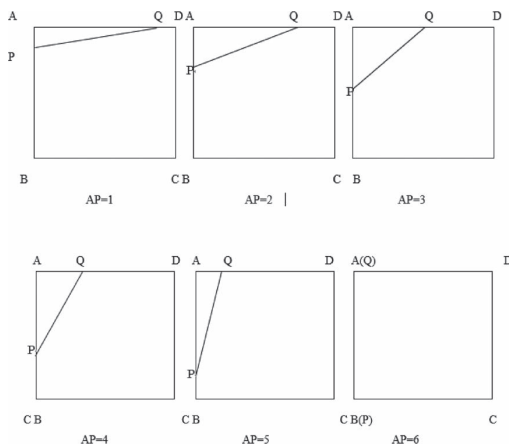 A Q D A Q D A Q D
P P P
B C B C B C
AP=1 AP=2 AP=3
A Q D A Q D A(Q) D
P P
C B C B C B(P) C
AP=4 AP=5 AP=6